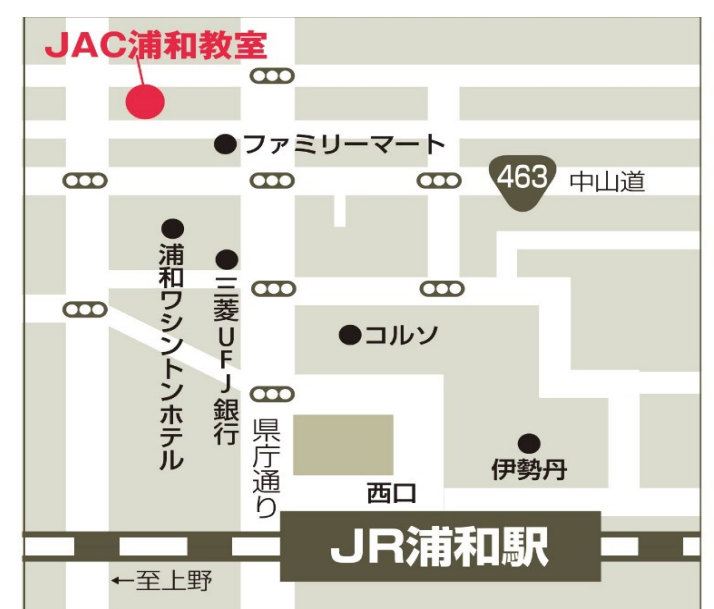 JAC浦和教室
ファミリーマート
463
中山道
浦和ワシントンホテル
三菱UFJ銀行
コルソ
県庁通り
伊勢丹
西口
JR浦和駅
←至上野